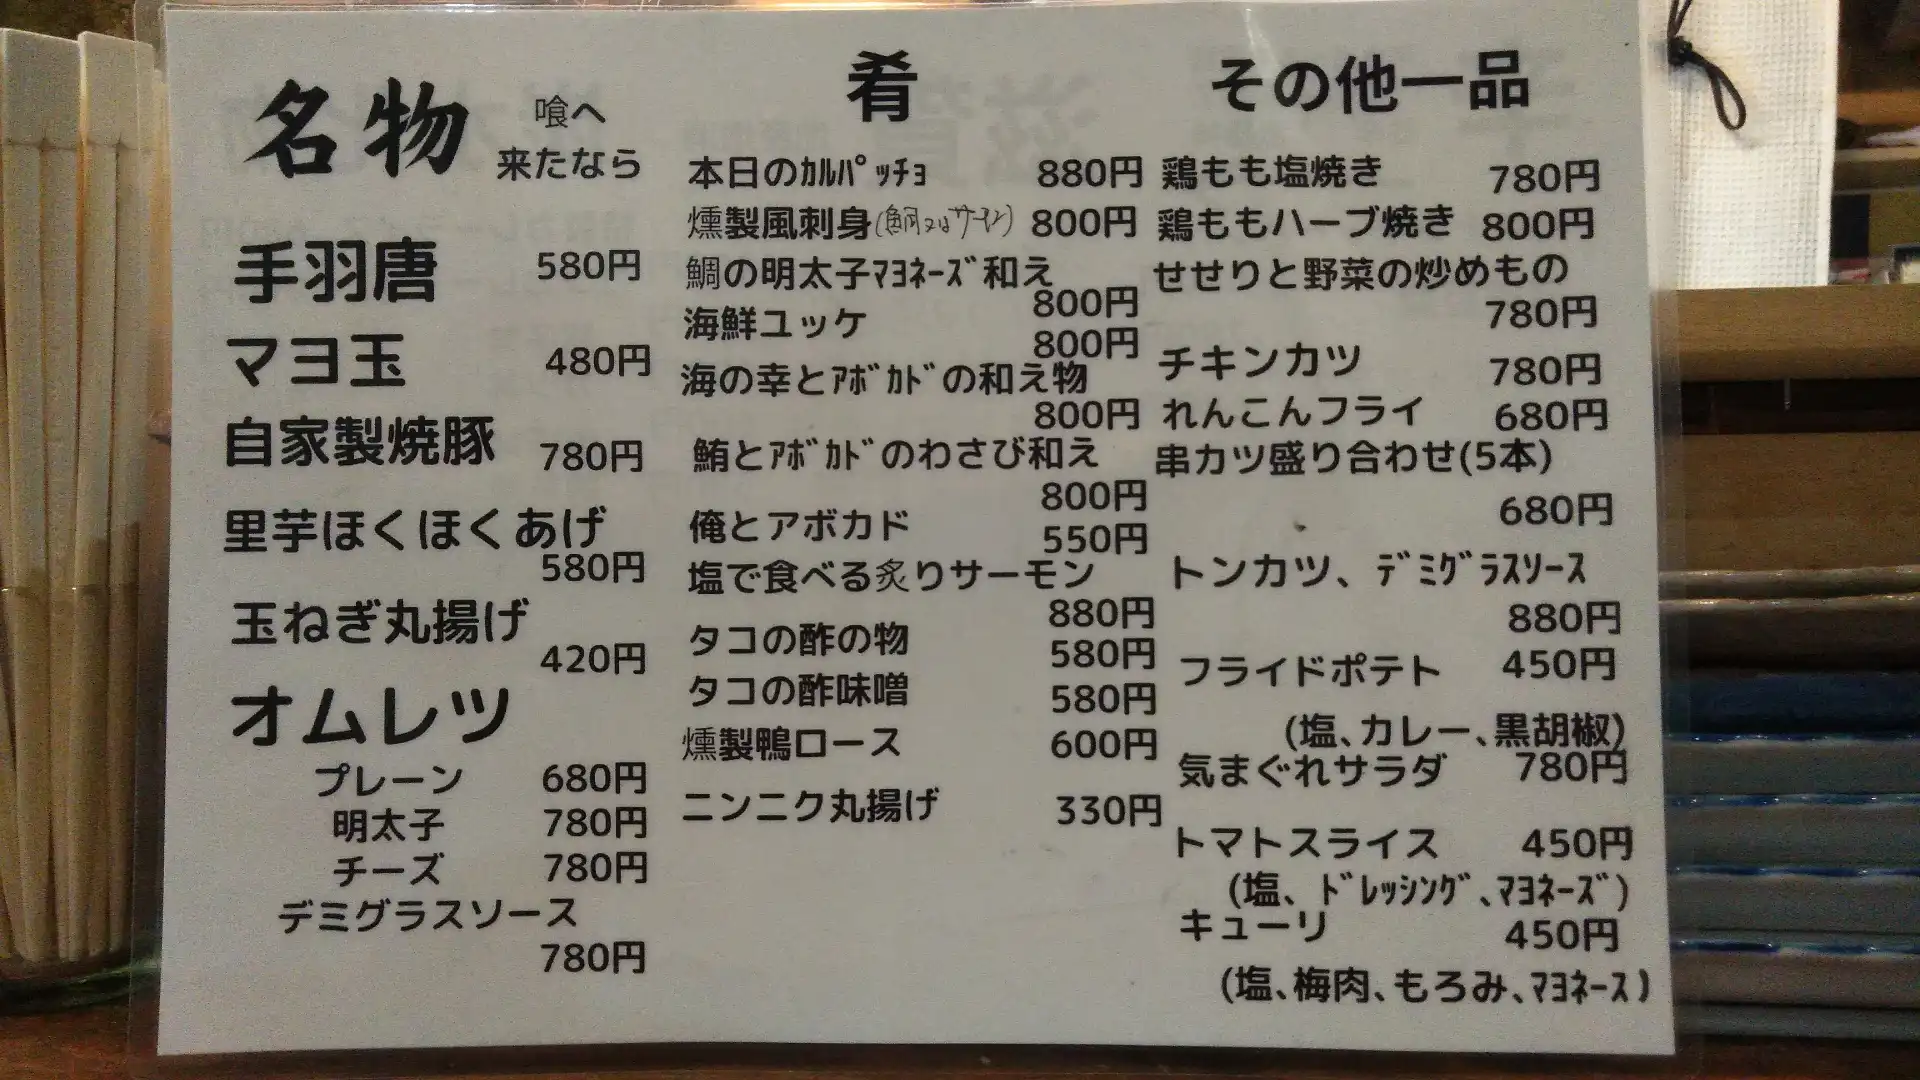 名物
喰へ
来たなら
手羽唐 580円
マヨ玉 480円
自家製焼豚 780円
里芋ほくほくあげ
580円
玉ねぎ丸揚げ
420円
オムレツ
プレーン 680円
明太子 780円
チーズ 780円
デミグラスソース
780円
肴
本日のｶﾙﾊﾟｯﾁｮ 880円
燻製風刺身(鯛又はサーモン) 800円
鯛の明太子ﾏﾖﾈｰｽﾞ和え
800円
海鮮ユッケ
800円
海の幸とｱﾎﾞｶﾄﾞの和え物
800円
鮪とｱﾎﾞｶﾄﾞのわさび和え
800円
俺とアボカド
550円
塩で食べる炙りサーモン
880円
タコの酢の物
580円
タコの酢味噌 580円
燻製鴨ロース 600円
ニンニク丸揚げ 330円
その他一品
鶏もも塩焼き 780円
鶏ももハーブ焼き 800円
せせりと野菜の炒めもの
780円
チキンカツ 780円
れんこんフライ 680円
串カツ盛り合わせ(5本)
680円
トンカツ、ﾃﾞﾐｸﾞﾗｽｿｰｽ
880円
フライドポテト 450円
(塩、カレー、黒胡椒)
気まぐれサラダ 780円
トマトスライス 450円
(塩、ﾄﾞﾚｯｼﾝｸﾞ、ﾏﾖﾈｰｽﾞ)
キューリ 450円
(塩、梅肉、もろみ、ﾏﾖﾈｰｽ)